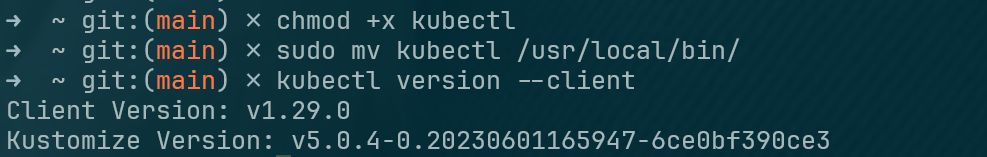 ➜  ~ git:(main) ✗ chmod +x kubectl
➜  ~ git:(main) ✗ sudo mv kubectl /usr/local/bin/
➜  ~ git:(main) ✗ kubectl version --client
Client Version: v1.29.0
Kustomize Version: v5.0.4-0.20230601165947-6ce0bf390ce3